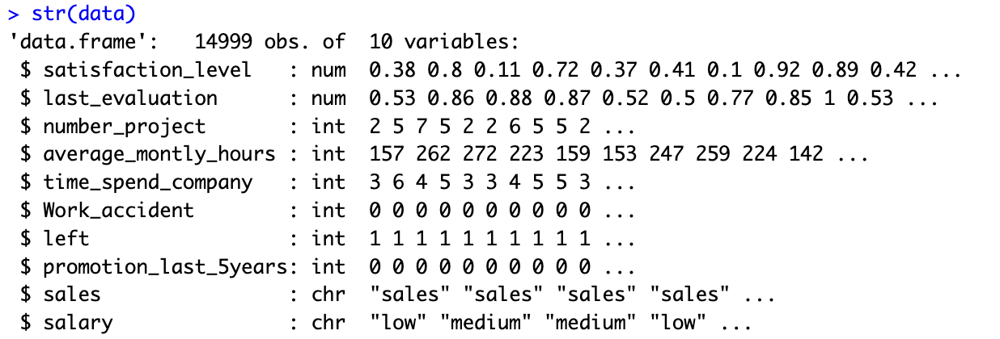 > str(data)
'data.frame':   14999 obs. of  10 variables:
 $ satisfaction_level   : num  0.38 0.8 0.11 0.72 0.37 0.41 0.1 0.92 0.89 0.42 ...
 $ last_evaluation      : num  0.53 0.86 0.88 0.87 0.52 0.5 0.77 0.85 1 0.53 ...
 $ number_project       : int  2 5 7 5 2 2 6 5 5 2 ...
 $ average_montly_hours : int  157 262 272 223 159 153 247 259 224 142 ...
 $ time_spend_company   : int  3 6 4 5 3 3 4 5 5 3 ...
 $ Work_accident        : int  0 0 0 0 0 0 0 0 0 0 ...
 $ left                 : int  1 1 1 1 1 1 1 1 1 1 ...
 $ promotion_last_5years: int  0 0 0 0 0 0 0 0 0 0 ...
 $ sales                : chr  "sales" "sales" "sales" "sales" ...
 $ salary               : chr  "low" "medium" "medium" "low" ...